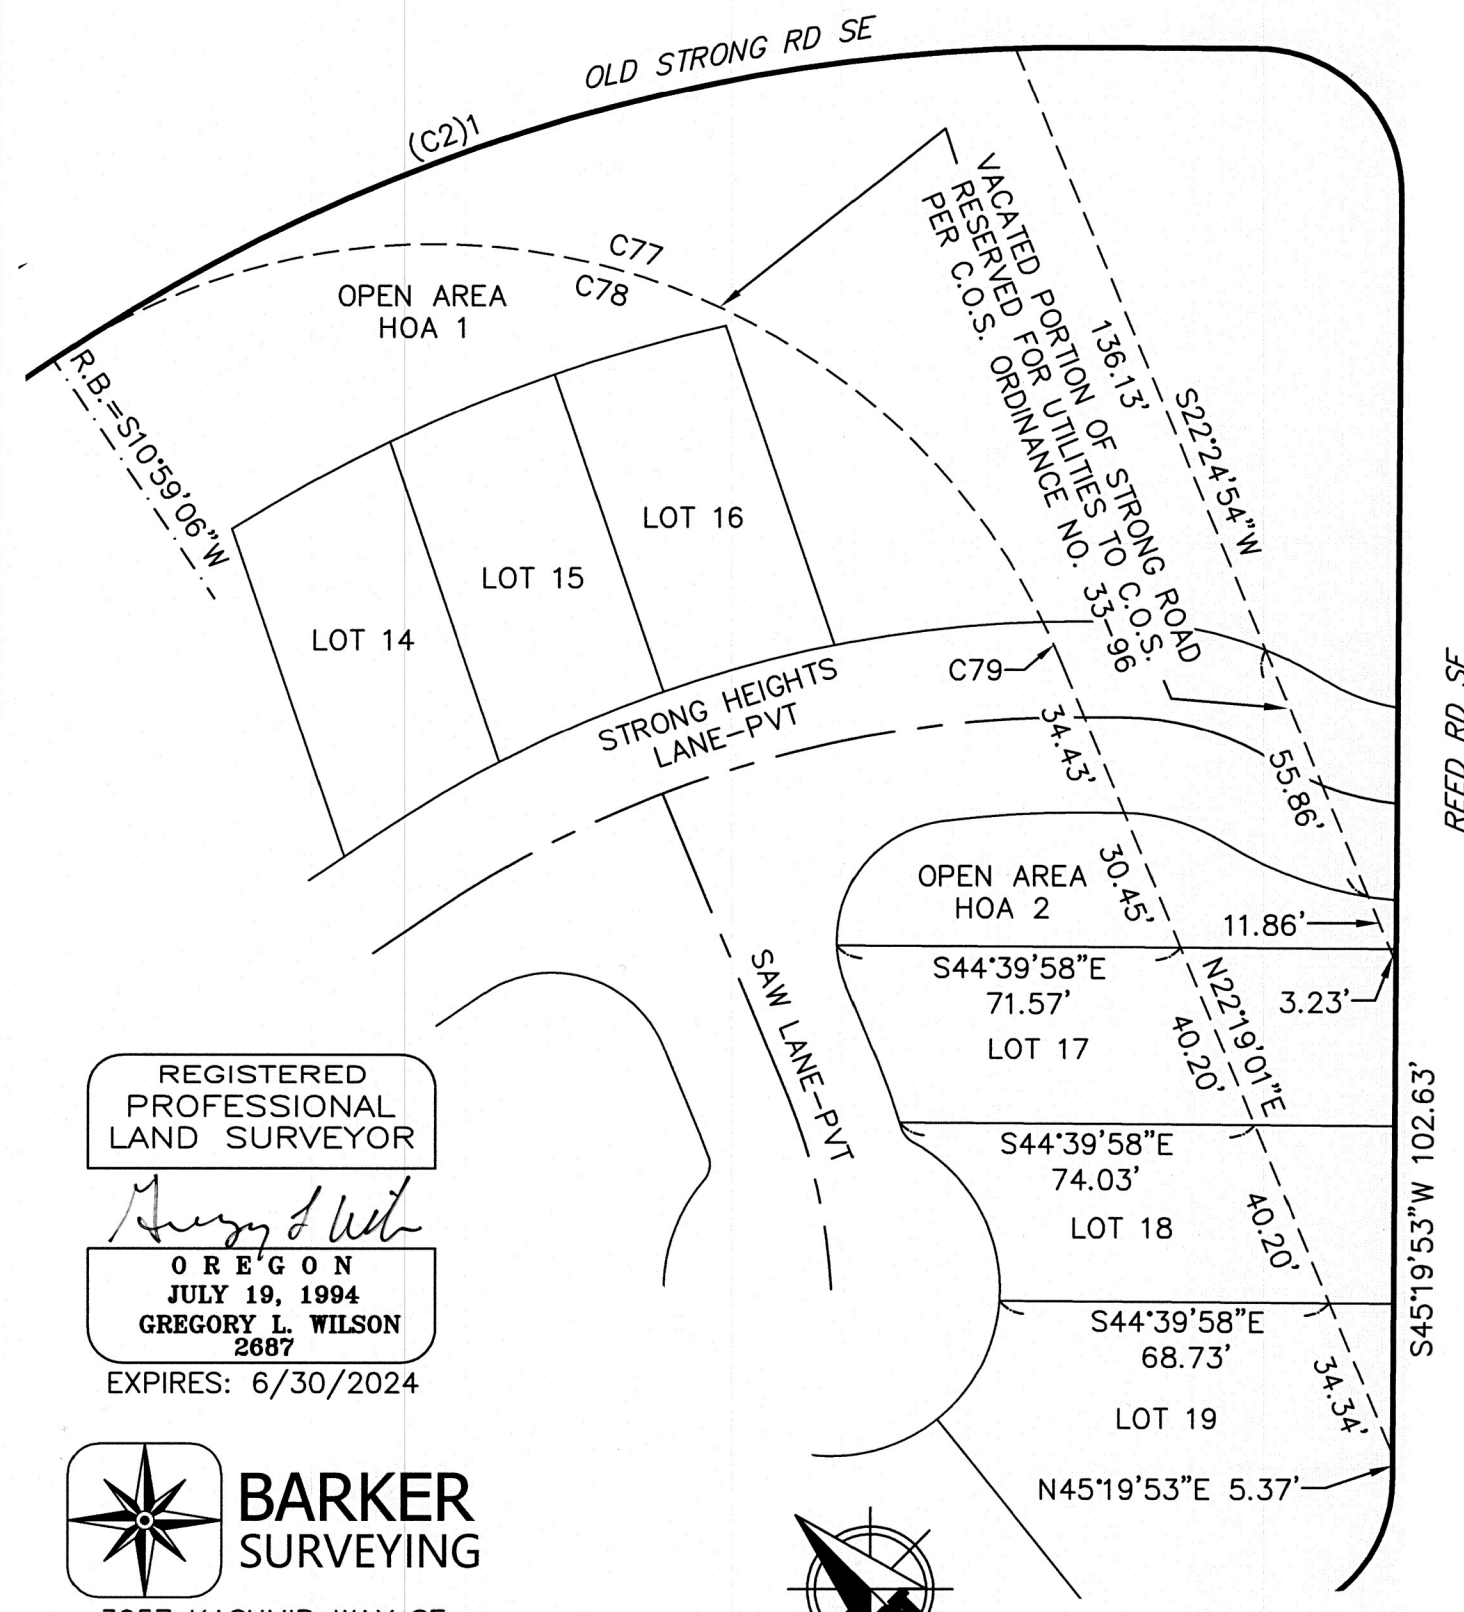 OLD STRONG RD SE
(C2)1
C77
C78
OPEN AREA
HOA 1
R.B.=S10°59'06"W
VACATED PORTION OF STRONG ROAD
RESERVED FOR UTILITIES TO C.O.S.
PER C.O.S. ORDINANCE NO. 33-96
136.13'
S22°24'54"W
LOT 16
LOT 15
LOT 14
C79
STRONG HEIGHTS
LANE-PVT
34.43'
55.86'
REED RD SE
OPEN AREA
HOA 2
30.45'
11.86'
S44°39'58"E
71.57'
LOT 17
N22°19'01"E
3.23'
40.20'
SAW LANE-PVT
S44°39'58"E
74.03'
LOT 18
40.20'
S45°19'53"W 102.63'
S44°39'58"E
68.73'
LOT 19
34.34'
N45°19'53"E 5.37'
REGISTERED
PROFESSIONAL
LAND SURVEYOR
Gregory L Wilson
OREGON
JULY 19, 1994
GREGORY L. WILSON
2687
EXPIRES: 6/30/2024
BARKER
SURVEYING